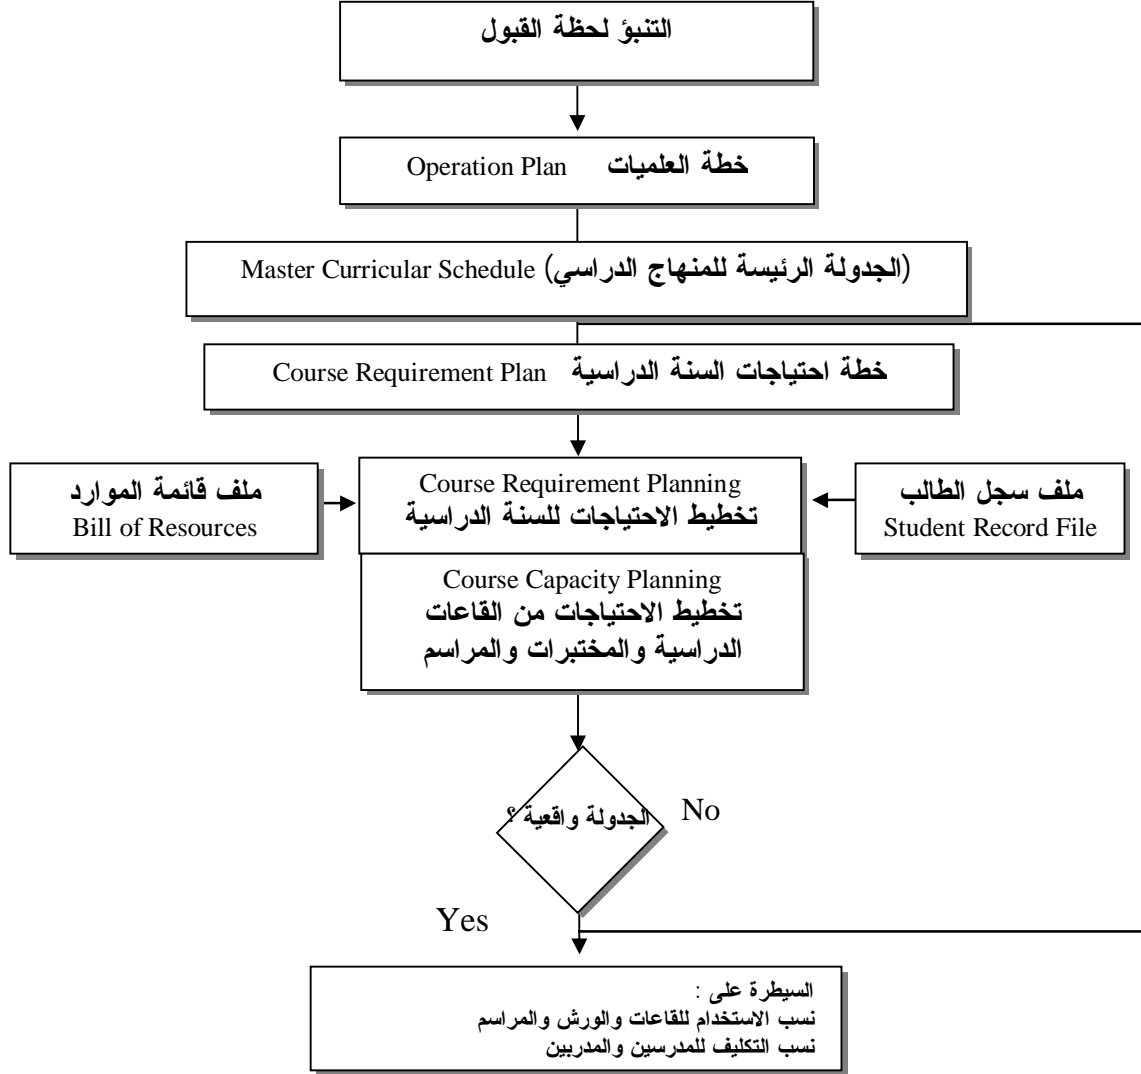 التنبؤ لحظة القبول
خطة العلميات Operation Plan
(الجدولة الرئيسة للمنهاج الدراسي) Master Curricular Schedule
خطة احتياجات السنة الدراسية Course Requirement Plan
ملف قائمة الموارد
Bill of Resources
Course Requirement Planning
تخطيط الاحتياجات للسنة الدراسية
ملف سجل الطالب
Student Record File
Course Capacity Planning
تخطيط الاحتياجات من القاعات
الدراسية والمختبرات والمراسم
الجدولة واقعية ؟
No
Yes
السيطرة على :
نسب الاستخدام للقاعات والورش والمراسم
نسب التكليف للمدرسين والمدربين